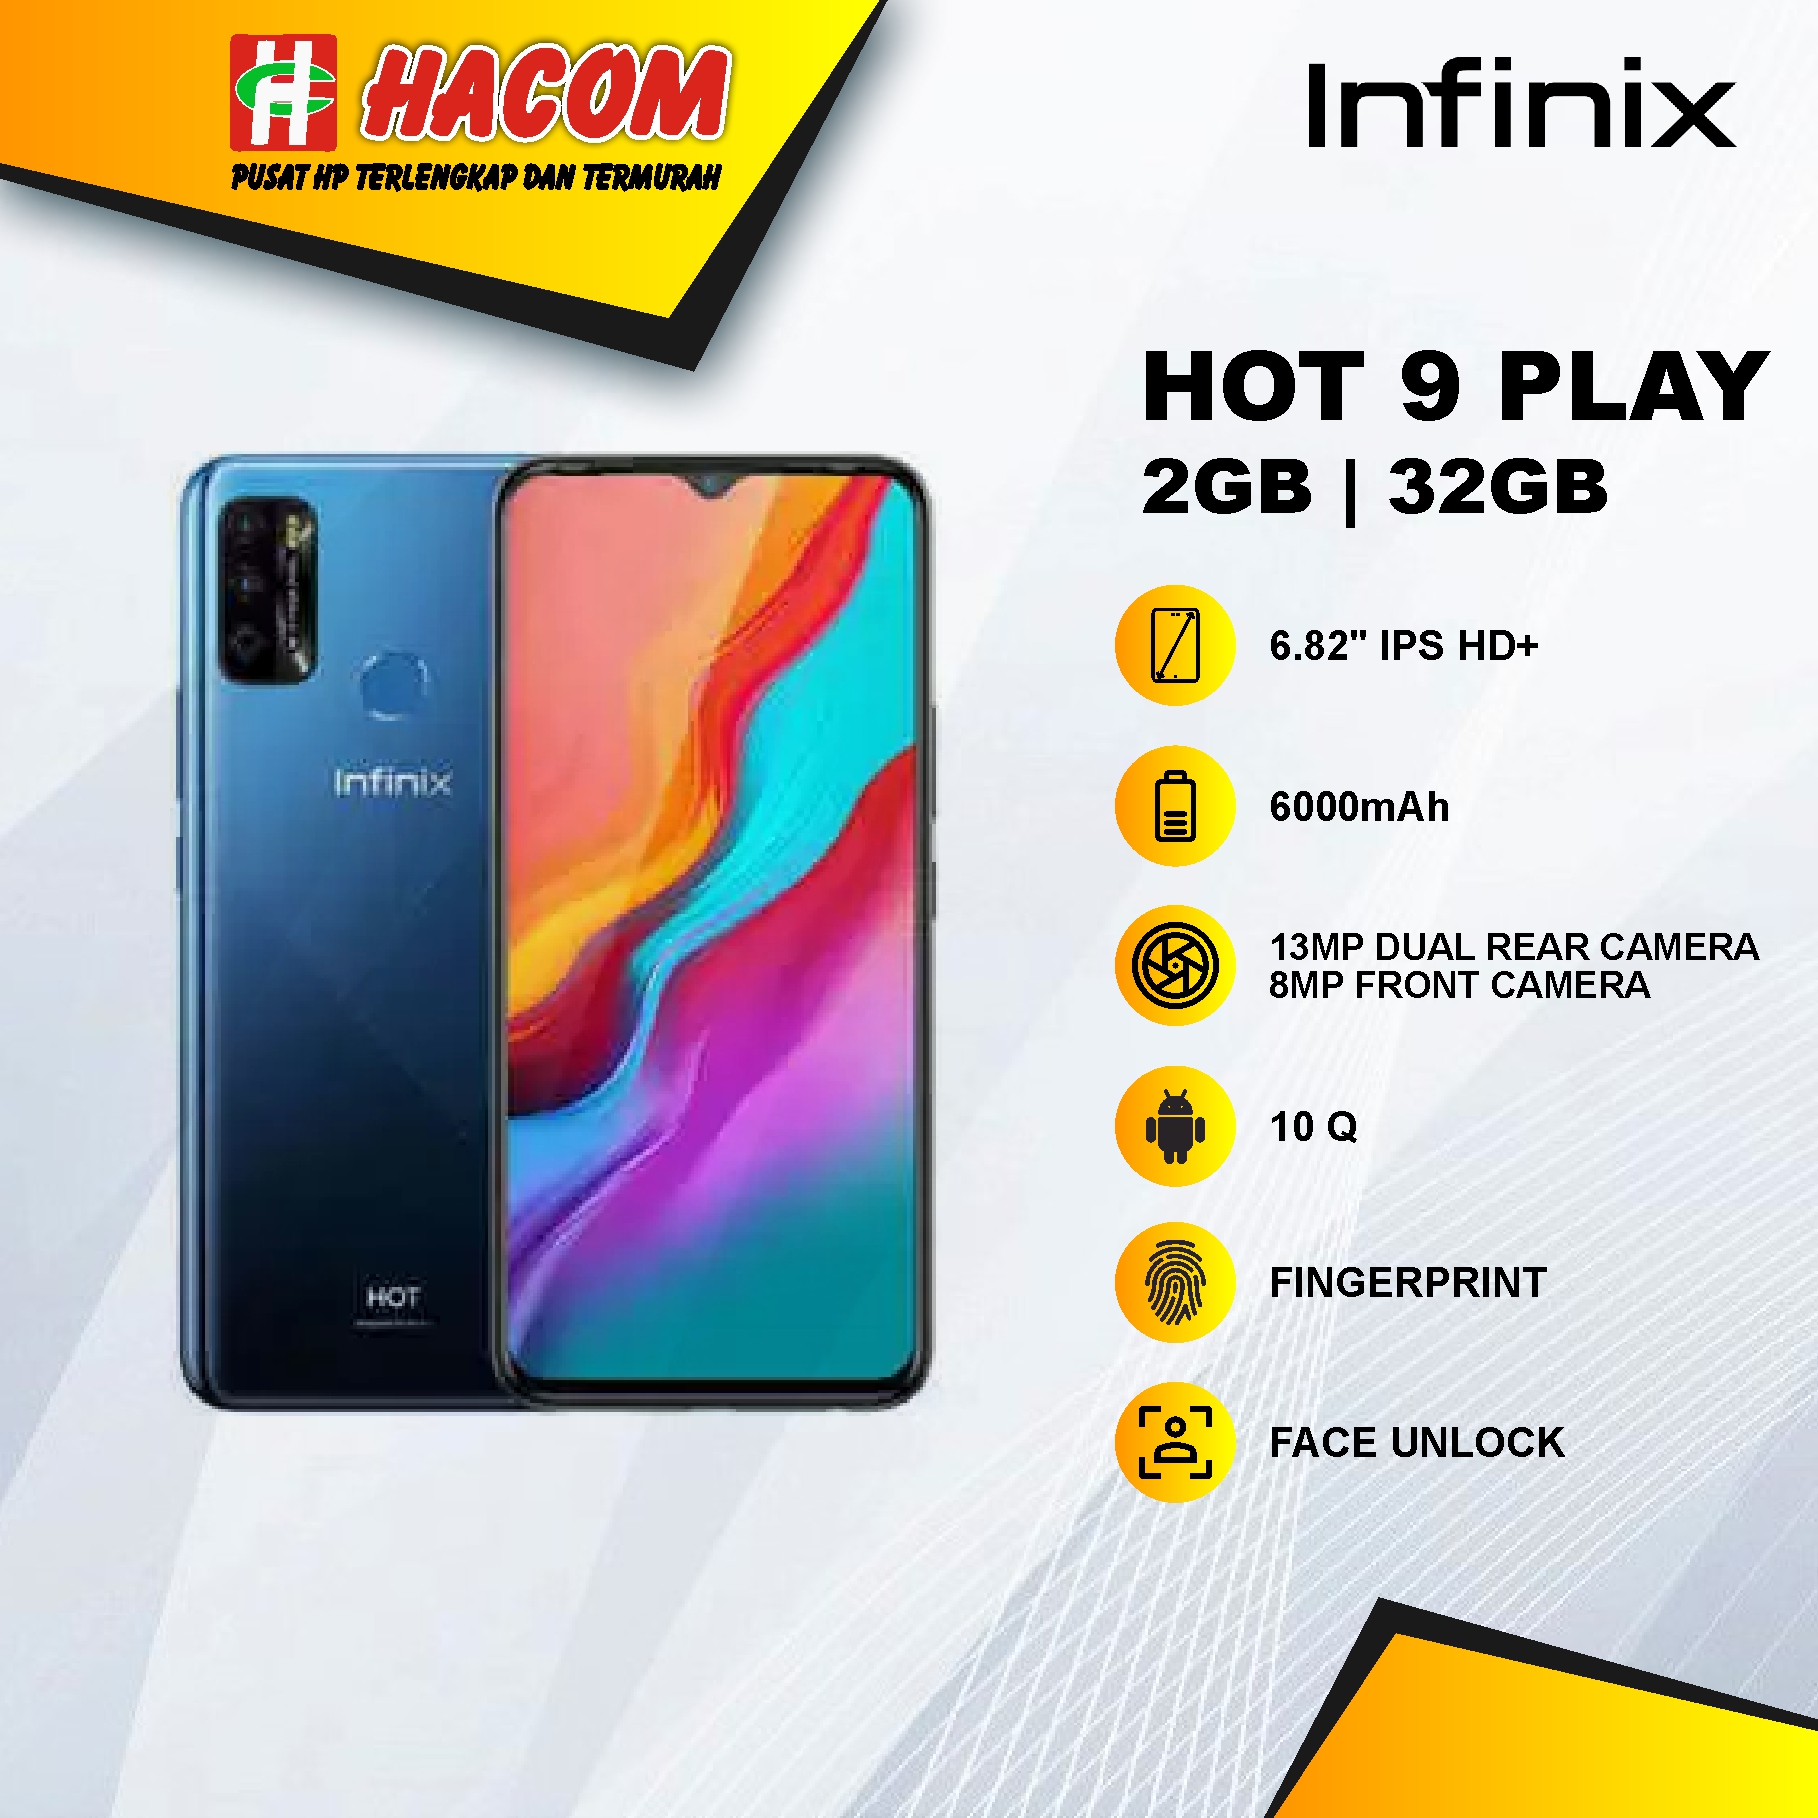 HACOM
PUSAT HP TERLENGKAP DAN TERMURAH
Infinix
HOT 9 PLAY
2GB | 32GB
6.82" IPS HD+
6000mAh
13MP DUAL REAR CAMERA
8MP FRONT CAMERA
10 Q
FINGERPRINT
FACE UNLOCK
Infinix
HOT